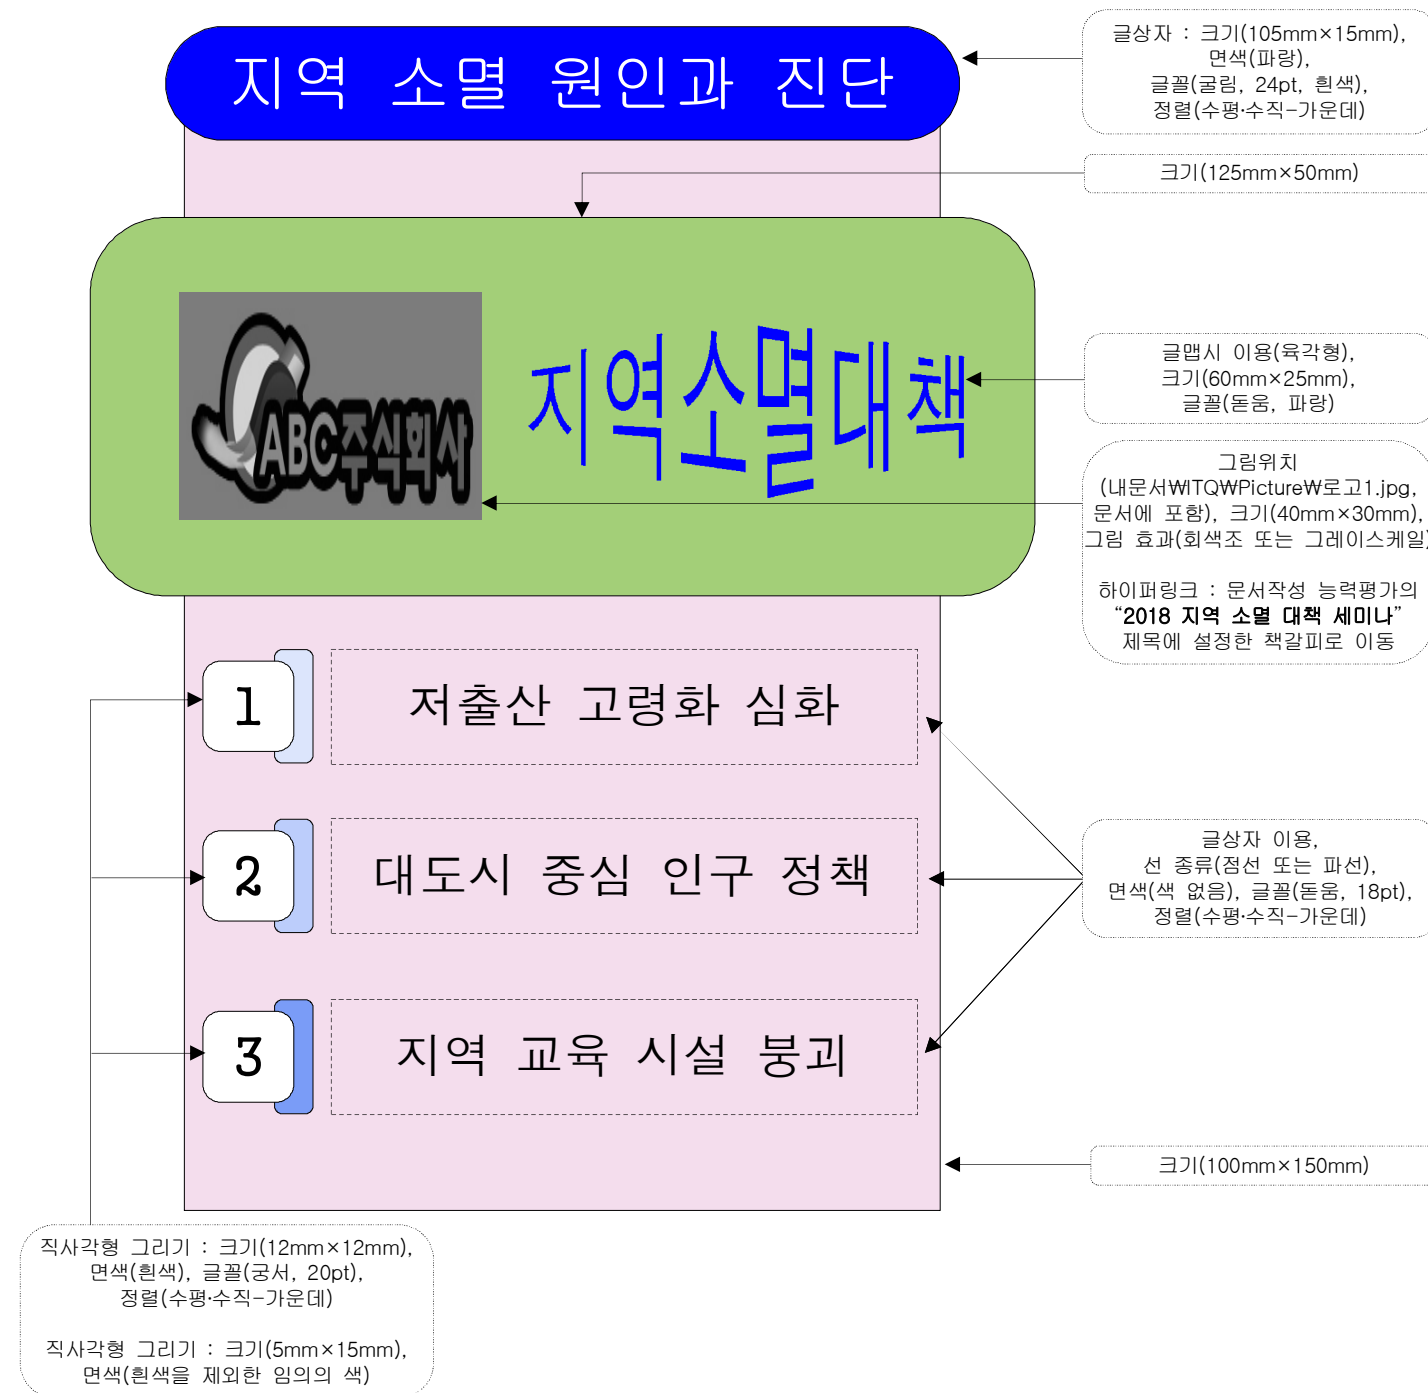 지역 소멸 원인과 진단
글상자 : 크기(105mm×15mm),
면색(파랑),
글꼴(굴림, 24pt, 흰색),
정렬(수평·수직-가운데)
크기(125mm×50mm)
ABC주식회사
지역소멸대책
글맵시 이용(육각형),
크기(60mm×25mm),
글꼴(돋움, 파랑)
그림위치
(내문서₩ITQ₩Picture₩로고1.jpg,
문서에 포함), 크기(40mm×30mm),
그림 효과(회색조 또는 그레이스케일)
하이퍼링크 : 문서작성 능력평가의
“2018 지역 소멸 대책 세미나”
제목에 설정한 책갈피로 이동
1
저출산 고령화 심화
2
대도시 중심 인구 정책
3
지역 교육 시설 붕괴
글상자 이용,
선 종류(점선 또는 파선),
면색(색 없음), 글꼴(돋움, 18pt),
정렬(수평·수직-가운데)
크기(100mm×150mm)
직사각형 그리기 : 크기(12mm×12mm),
면색(흰색), 글꼴(궁서, 20pt),
정렬(수평·수직-가운데)
직사각형 그리기 : 크기(5mm×15mm),
면색(흰색을 제외한 임의의 색)